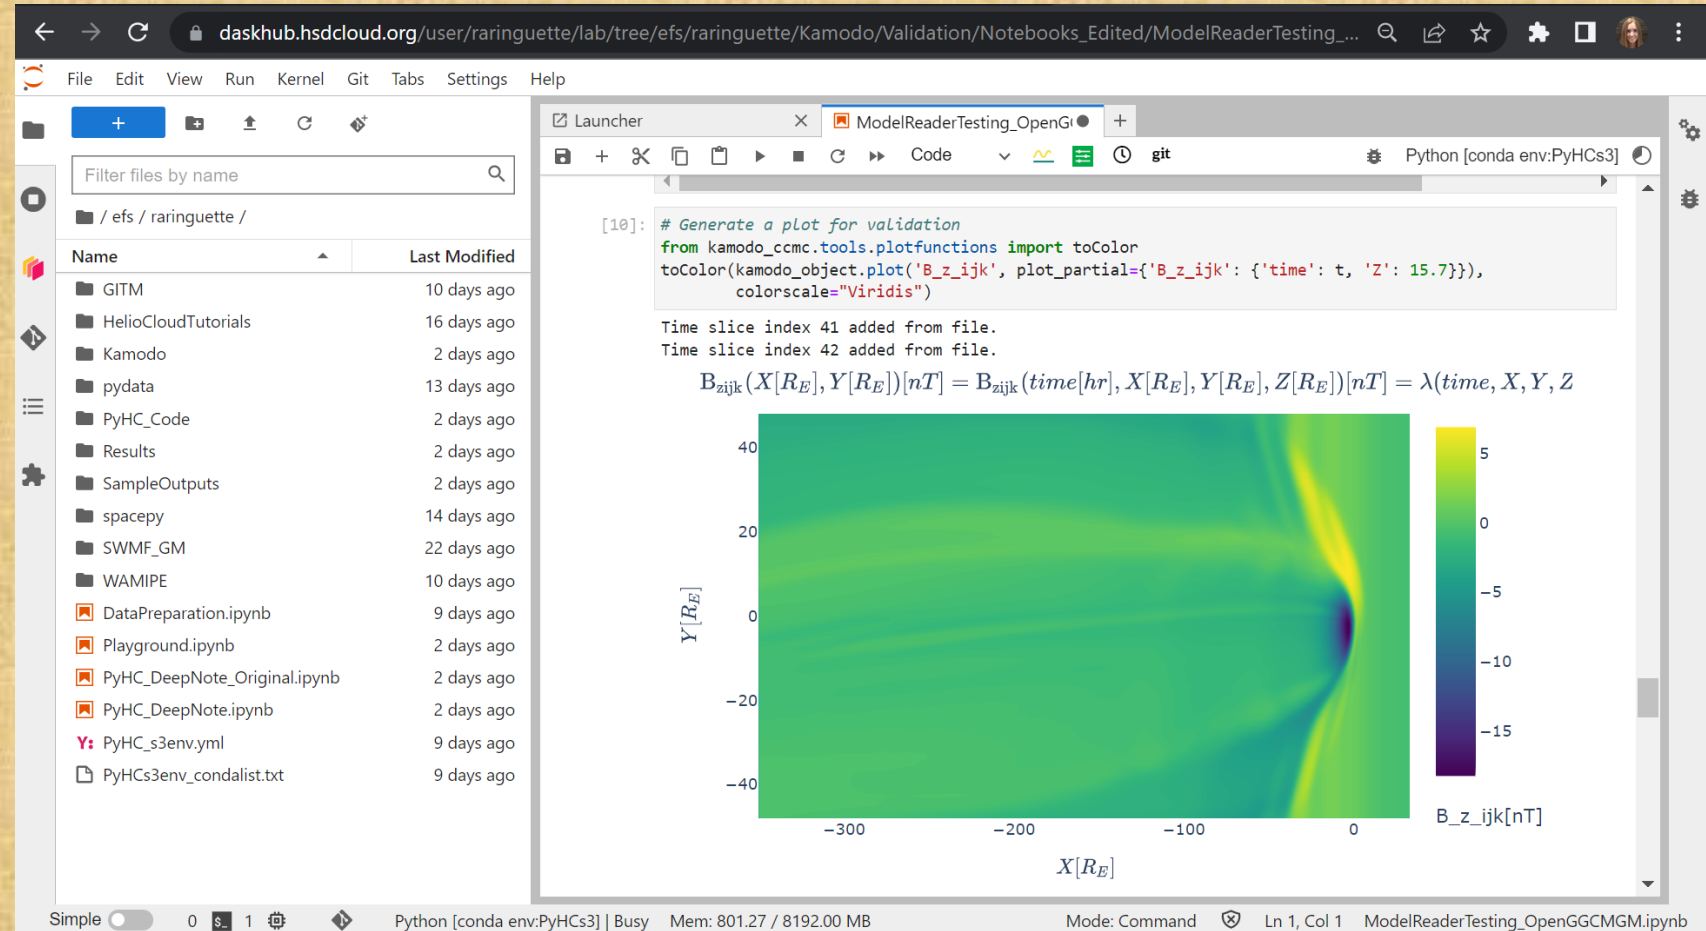 daskhub.hsdcloud.org/user/raringuette/lab/tree/efs/raringuette/Kamodo/Validation/Notebooks_Edited/ModelReaderTesting_...
File Edit View Run Kernel Git Tabs Settings Help
+
Filter files by name
/ efs / raringuette /
Name Last Modified
GITM 10 days ago
HelioCloudTutorials 16 days ago
Kamodo 2 days ago
pydata 13 days ago
PyHC_Code 2 days ago
Results 2 days ago
SampleOutputs 2 days ago
spacepy 14 days ago
SWMF_GM 22 days ago
WAMIPE 10 days ago
DataPreparation.ipynb 9 days ago
Playground.ipynb 2 days ago
PyHC_DeepNote_Original.ipynb 2 days ago
PyHC_DeepNote.ipynb 2 days ago
Y: PyHC_s3env.yml 9 days ago
PyHCs3env_condalist.txt 9 days ago
Launcher ModelReaderTesting_OpenG +
Code git Python [conda env:PyHCs3]
[10]: # Generate a plot for validation
from kamodo_ccmc.tools.plotfunctions import toColor
toColor(kamodo_object.plot('B_z_ijk', plot_partial={'B_z_ijk': {'time': t, 'Z': 15.7}}),
colorscale="Viridis")
Time slice index 41 added from file.
Time slice index 42 added from file.
B_zijk(X[R_E], Y[R_E])[nT] = B_zijk(time[hr], X[R_E], Y[R_E], Z[R_E])[nT] = λ(time, X, Y, Z
40
20
0
−20
−40
Y[R_E]
−300 −200 −100 0
X[R_E]
5
0
−5
−10
−15
B_z_ijk[nT]
Simple 0 1 Python [conda env:PyHCs3] | Busy Mem: 801.27 / 8192.00 MB Mode: Command Ln 1, Col 1 ModelReaderTesting_OpenGGCMGM.ipynb